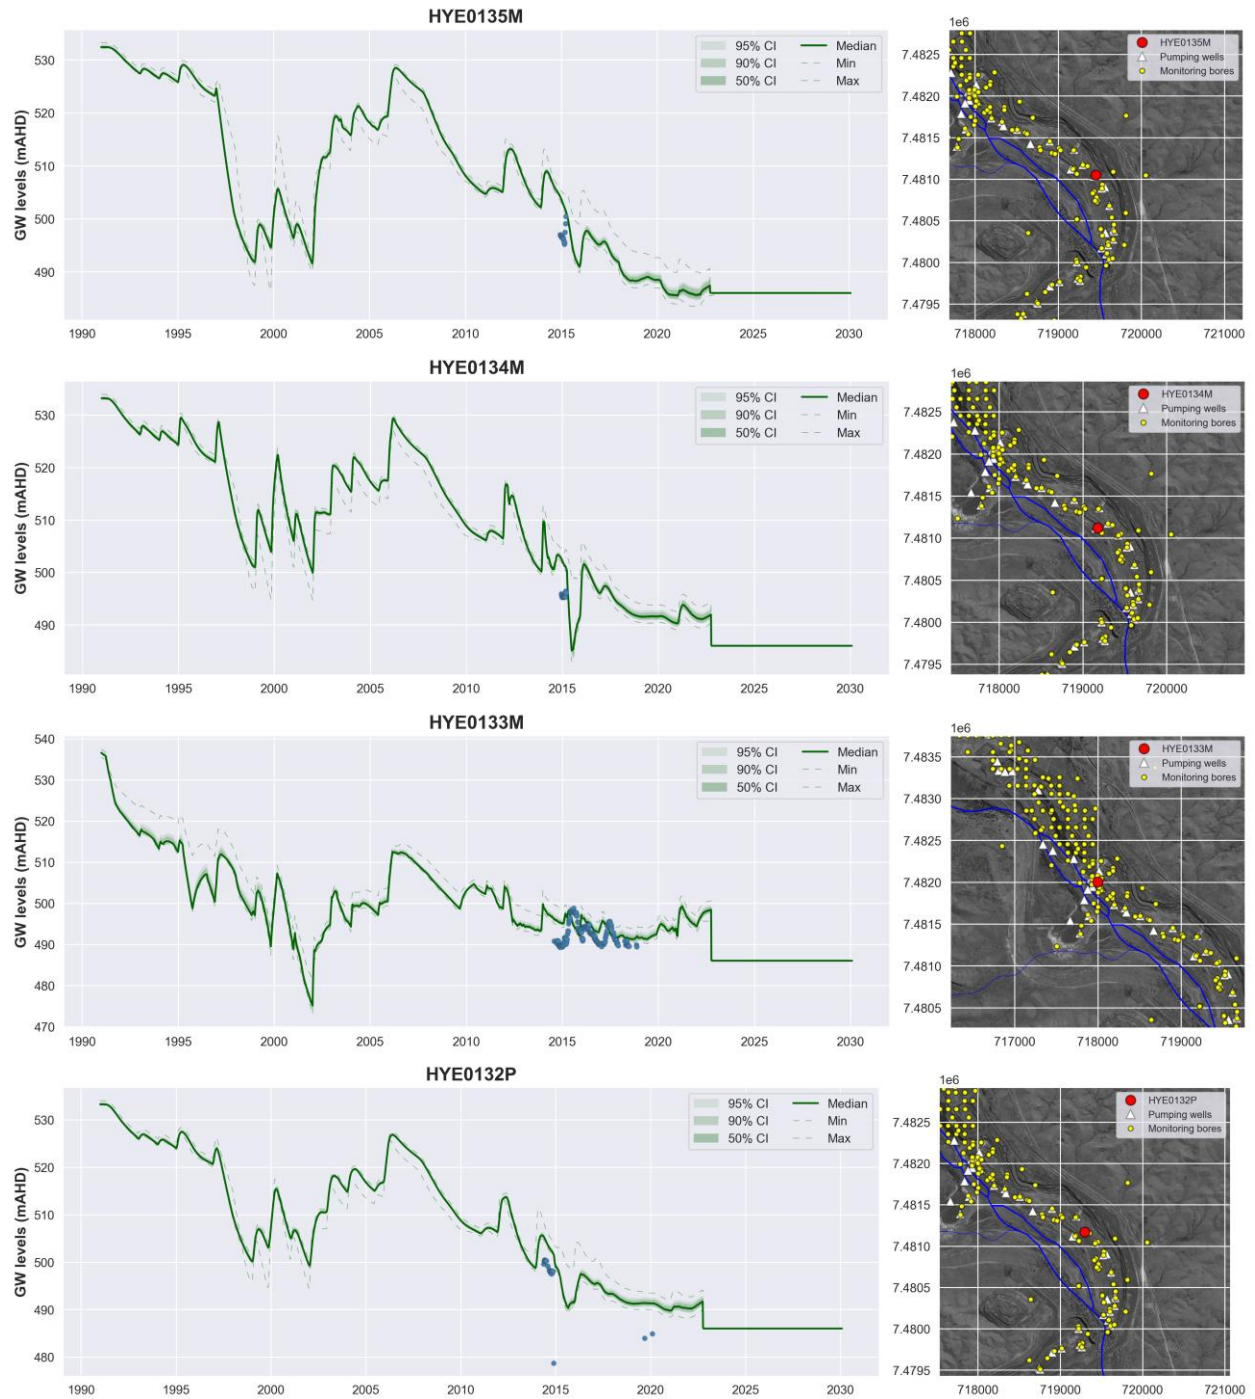 HYE0135M
GW levels (mAHD)
530
520
510
500
490
1990 1995 2000 2005 2010 2015 2020 2025 2030
95% CI Median
90% CI Min
50% CI Max
1e6
7.4825
7.4820
7.4815
7.4810
7.4805
7.4800
7.4795
718000 719000 720000 721000
HYE0135M
Pumping wells
Monitoring bores
HYE0134M
GW levels (mAHD)
530
520
510
500
490
1990 1995 2000 2005 2010 2015 2020 2025 2030
95% CI Median
90% CI Min
50% CI Max
1e6
7.4825
7.4820
7.4815
7.4810
7.4805
7.4800
7.4795
718000 719000 720000
HYE0134M
Pumping wells
Monitoring bores
HYE0133M
GW levels (mAHD)
540
530
520
510
500
490
480
470
1990 1995 2000 2005 2010 2015 2020 2025 2030
95% CI Median
90% CI Min
50% CI Max
1e6
7.4835
7.4830
7.4825
7.4820
7.4815
7.4810
7.4805
717000 718000 719000
HYE0133M
Pumping wells
Monitoring bores
HYE0132P
GW levels (mAHD)
530
520
510
500
490
480
1990 1995 2000 2005 2010 2015 2020 2025 2030
95% CI Median
90% CI Min
50% CI Max
1e6
7.4825
7.4820
7.4815
7.4810
7.4805
7.4800
7.4795
718000 719000 720000 721000
HYE0132P
Pumping wells
Monitoring bores